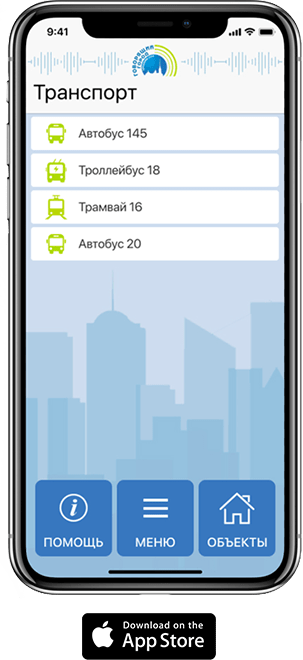 9:41
ГОВОРЯЩИЙ
ГОРОД
Транспорт
Автобус 145
Троллейбус 18
Трамвай 16
Автобус 20
ПОМОЩЬ
МЕНЮ
ОБЪЕКТЫ
Download on the
App Store